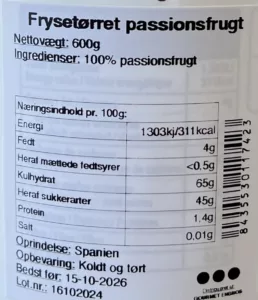 Frysetørret passionsfrugt
Nettovægt: 600g
Ingredienser: 100% passionsfrugt
Næringsindhold pr. 100g:
Energi 1303kj/311kcal
Fedt 4g
Heraf mættede fedtsyrer <0.5g
Kulhydrat 65g
Heraf sukkerarter 45g
Protein 1.4g
Salt 0.01g
Oprindelse: Spanien
Opbevaring: Koldt og tørt
Bedst før: 15-10-2026
Lot.nr.: 16102024
8435530117423